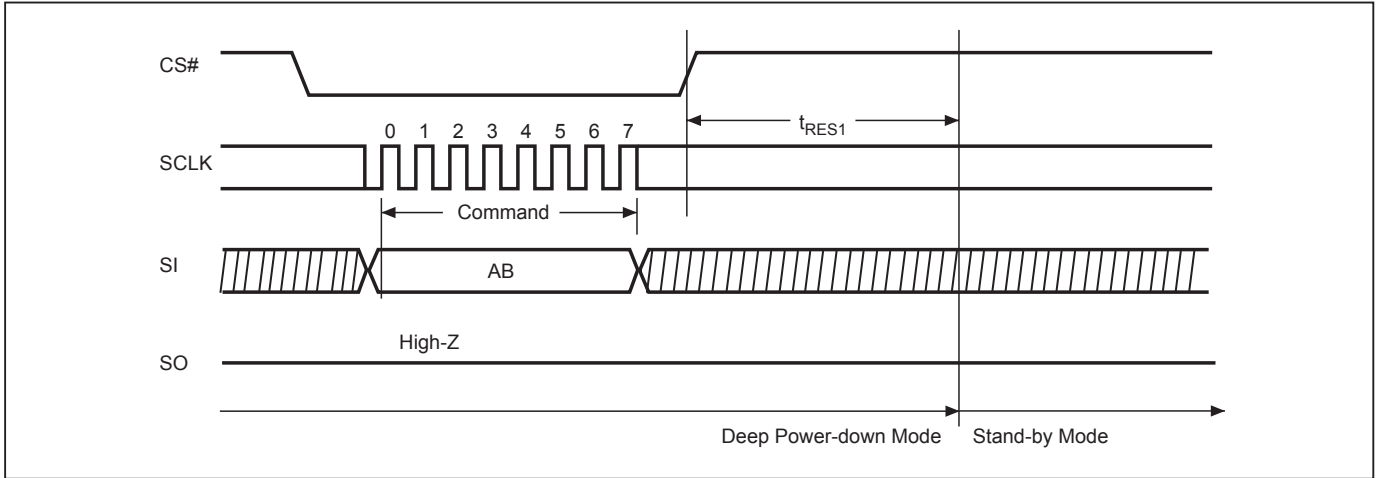 CS#
tRES1
0 1 2 3 4 5 6 7
SCLK
Command
SI
AB
High-Z
SO
Deep Power-down Mode Stand-by Mode